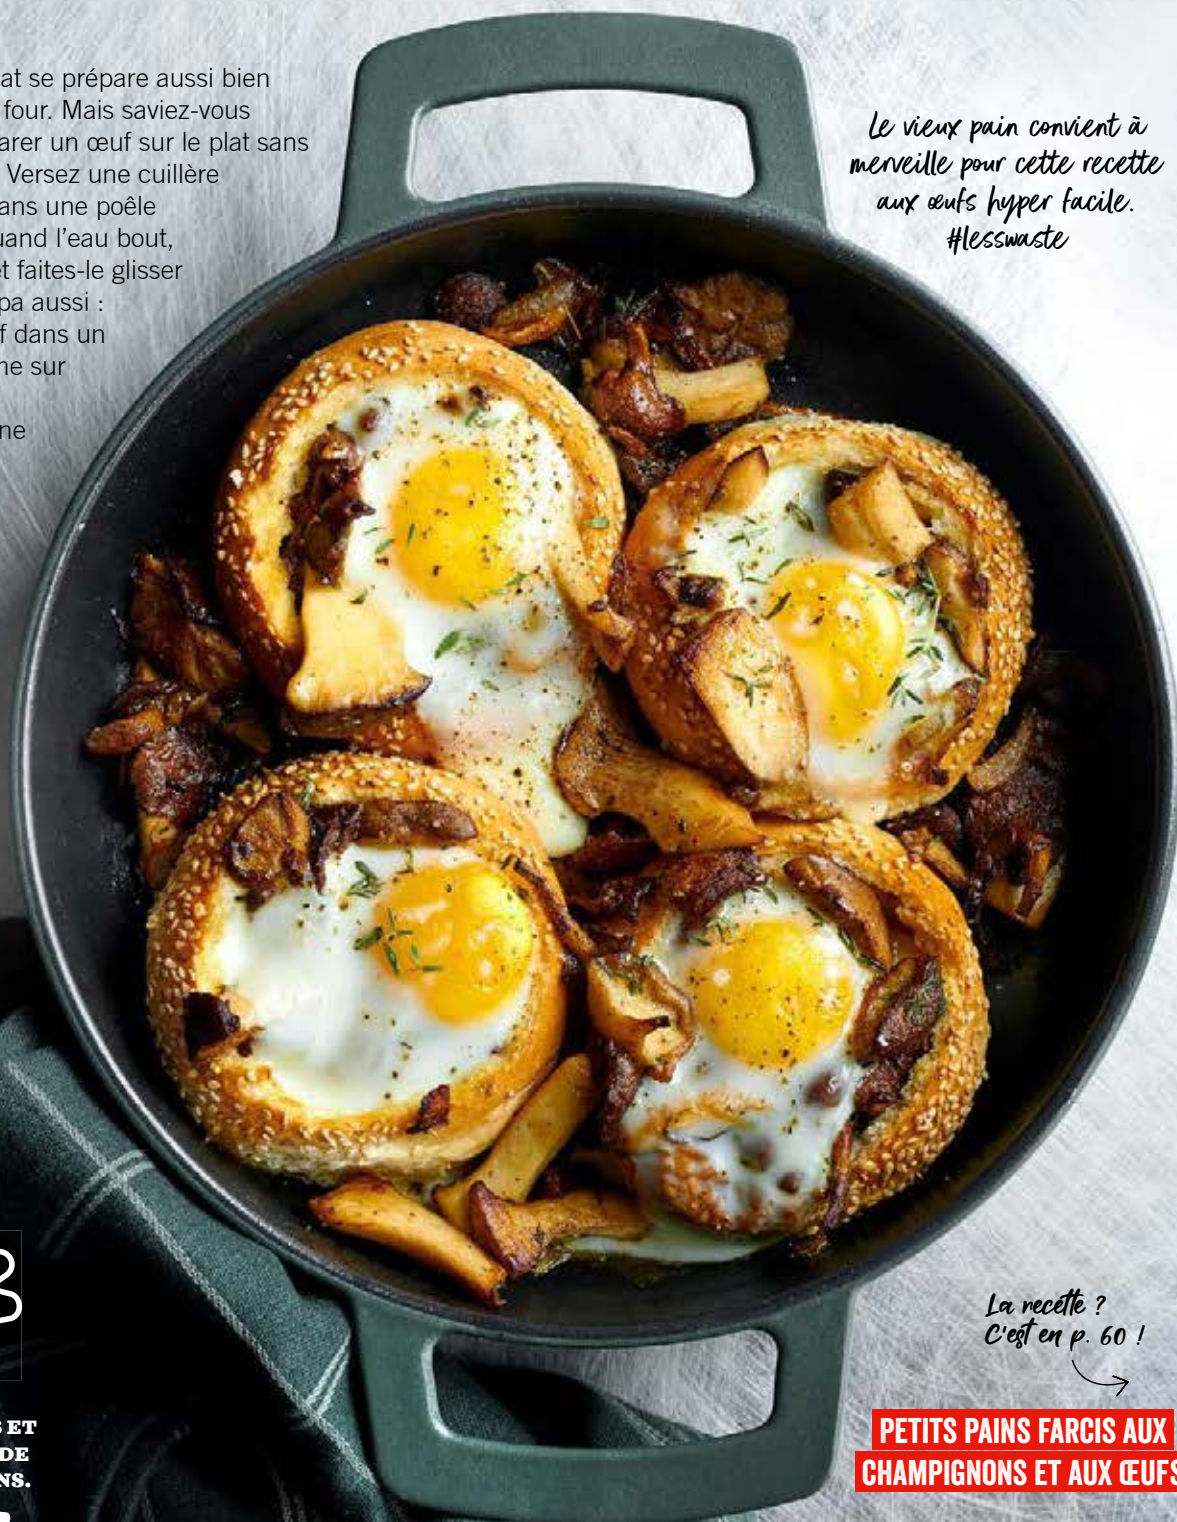 at se prépare aussi bien
four. Mais saviez-vous
arer un œuf sur le plat sans
Versez une cuillère
ans une poêle
uand l’eau bout,
et faites-le glisser
pa aussi :
f dans un
ne sur
ne
Le vieux pain convient à
merveille pour cette recette
aux œufs hyper facile.
#lesswaste
La recette ?
C'est en p. 60 !
PETITS PAINS FARCIS AUX
CHAMPIGNONS ET AUX ŒUFS
S ET
DE
NS.